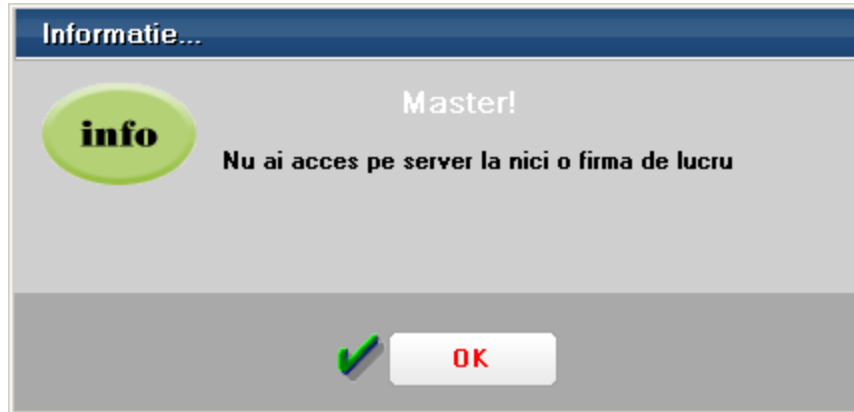 Informatie...
Master!
info
Nu ai acces pe server la nici o firma de lucru
OK